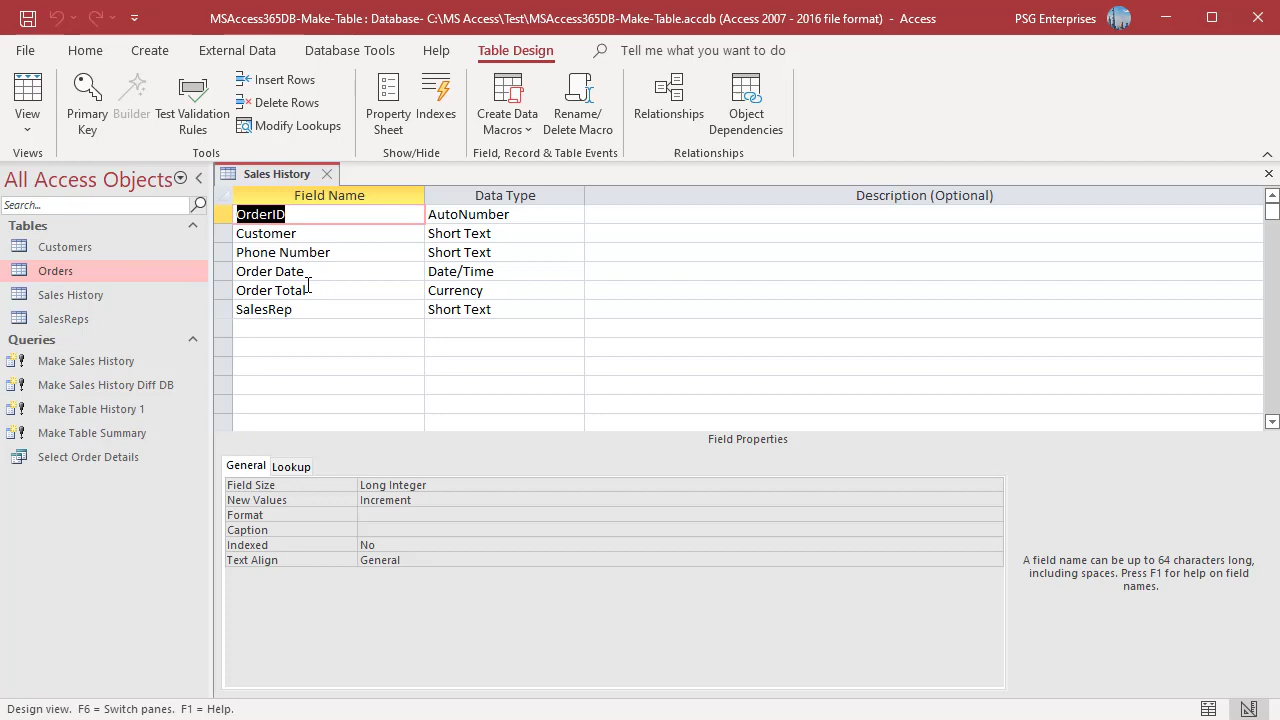 MSAccess365DB-Make-Table : Database- C:\MS Access\Test\MSAccess365DB-Make-Table.accdb (Access 2007 - 2016 file format) - Access
PSG Enterprises
File Home Create External Data Database Tools Help Table Design Tell me what you want to do
View
Primary Key
Builder
Test Validation Rules
Insert Rows
Delete Rows
Modify Lookups
Property Sheet
Indexes
Create Data Macros
Rename/ Delete Macro
Relationships
Object Dependencies
Views Tools Show/Hide Field, Record & Table Events Relationships
All Access Objects
Search...
Tables
Customers
Orders
Sales History
SalesReps
Queries
Make Sales History
Make Sales History Diff DB
Make Table History 1
Make Table Summary
Select Order Details
Sales History
Field Name Data Type Description (Optional)
OrderID AutoNumber
Customer Short Text
Phone Number Short Text
Order Date Date/Time
Order Total Currency
SalesRep Short Text
Field Properties
General Lookup
Field Size Long Integer
New Values Increment
Format
Caption
Indexed No
Text Align General
A field name can be up to 64 characters long,
including spaces. Press F1 for help on field
names.
Design view. F6 = Switch panes. F1 = Help.